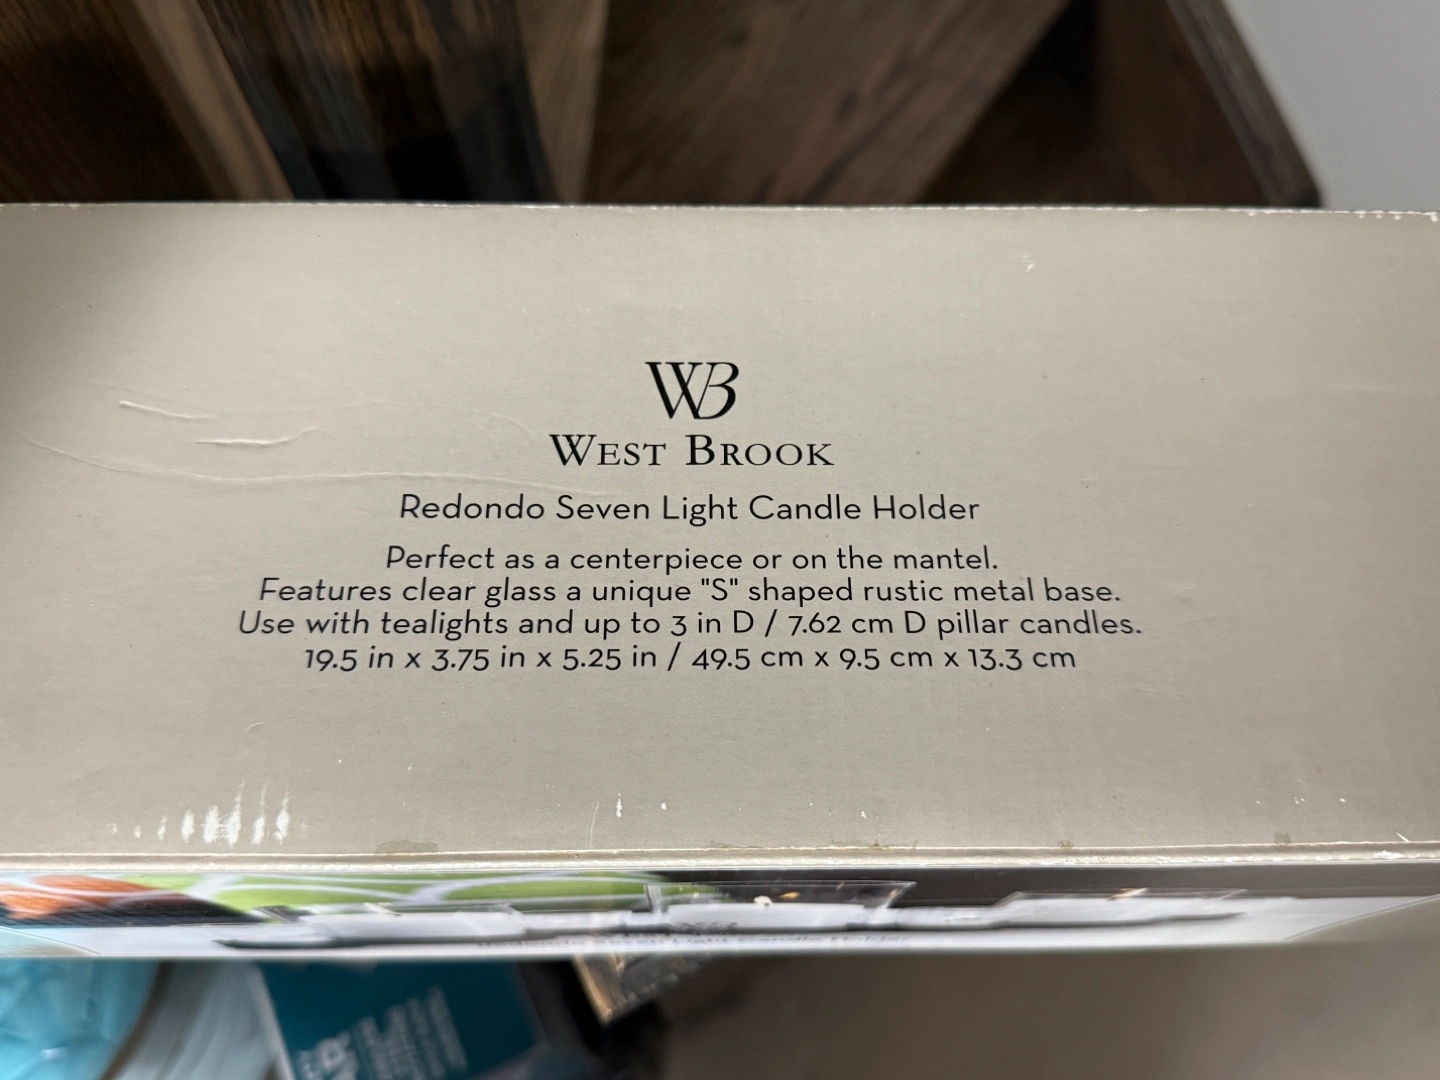 WB
WEST BROOK
Redondo Seven Light Candle Holder
Perfect as a centerpiece or on the mantel.
Features clear glass a unique "S" shaped rustic metal base.
Use with tealights and up to 3 in D / 7.62 cm D pillar candles.
19.5 in x 3.75 in x 5.25 in / 49.5 cm x 9.5 cm x 13.3 cm